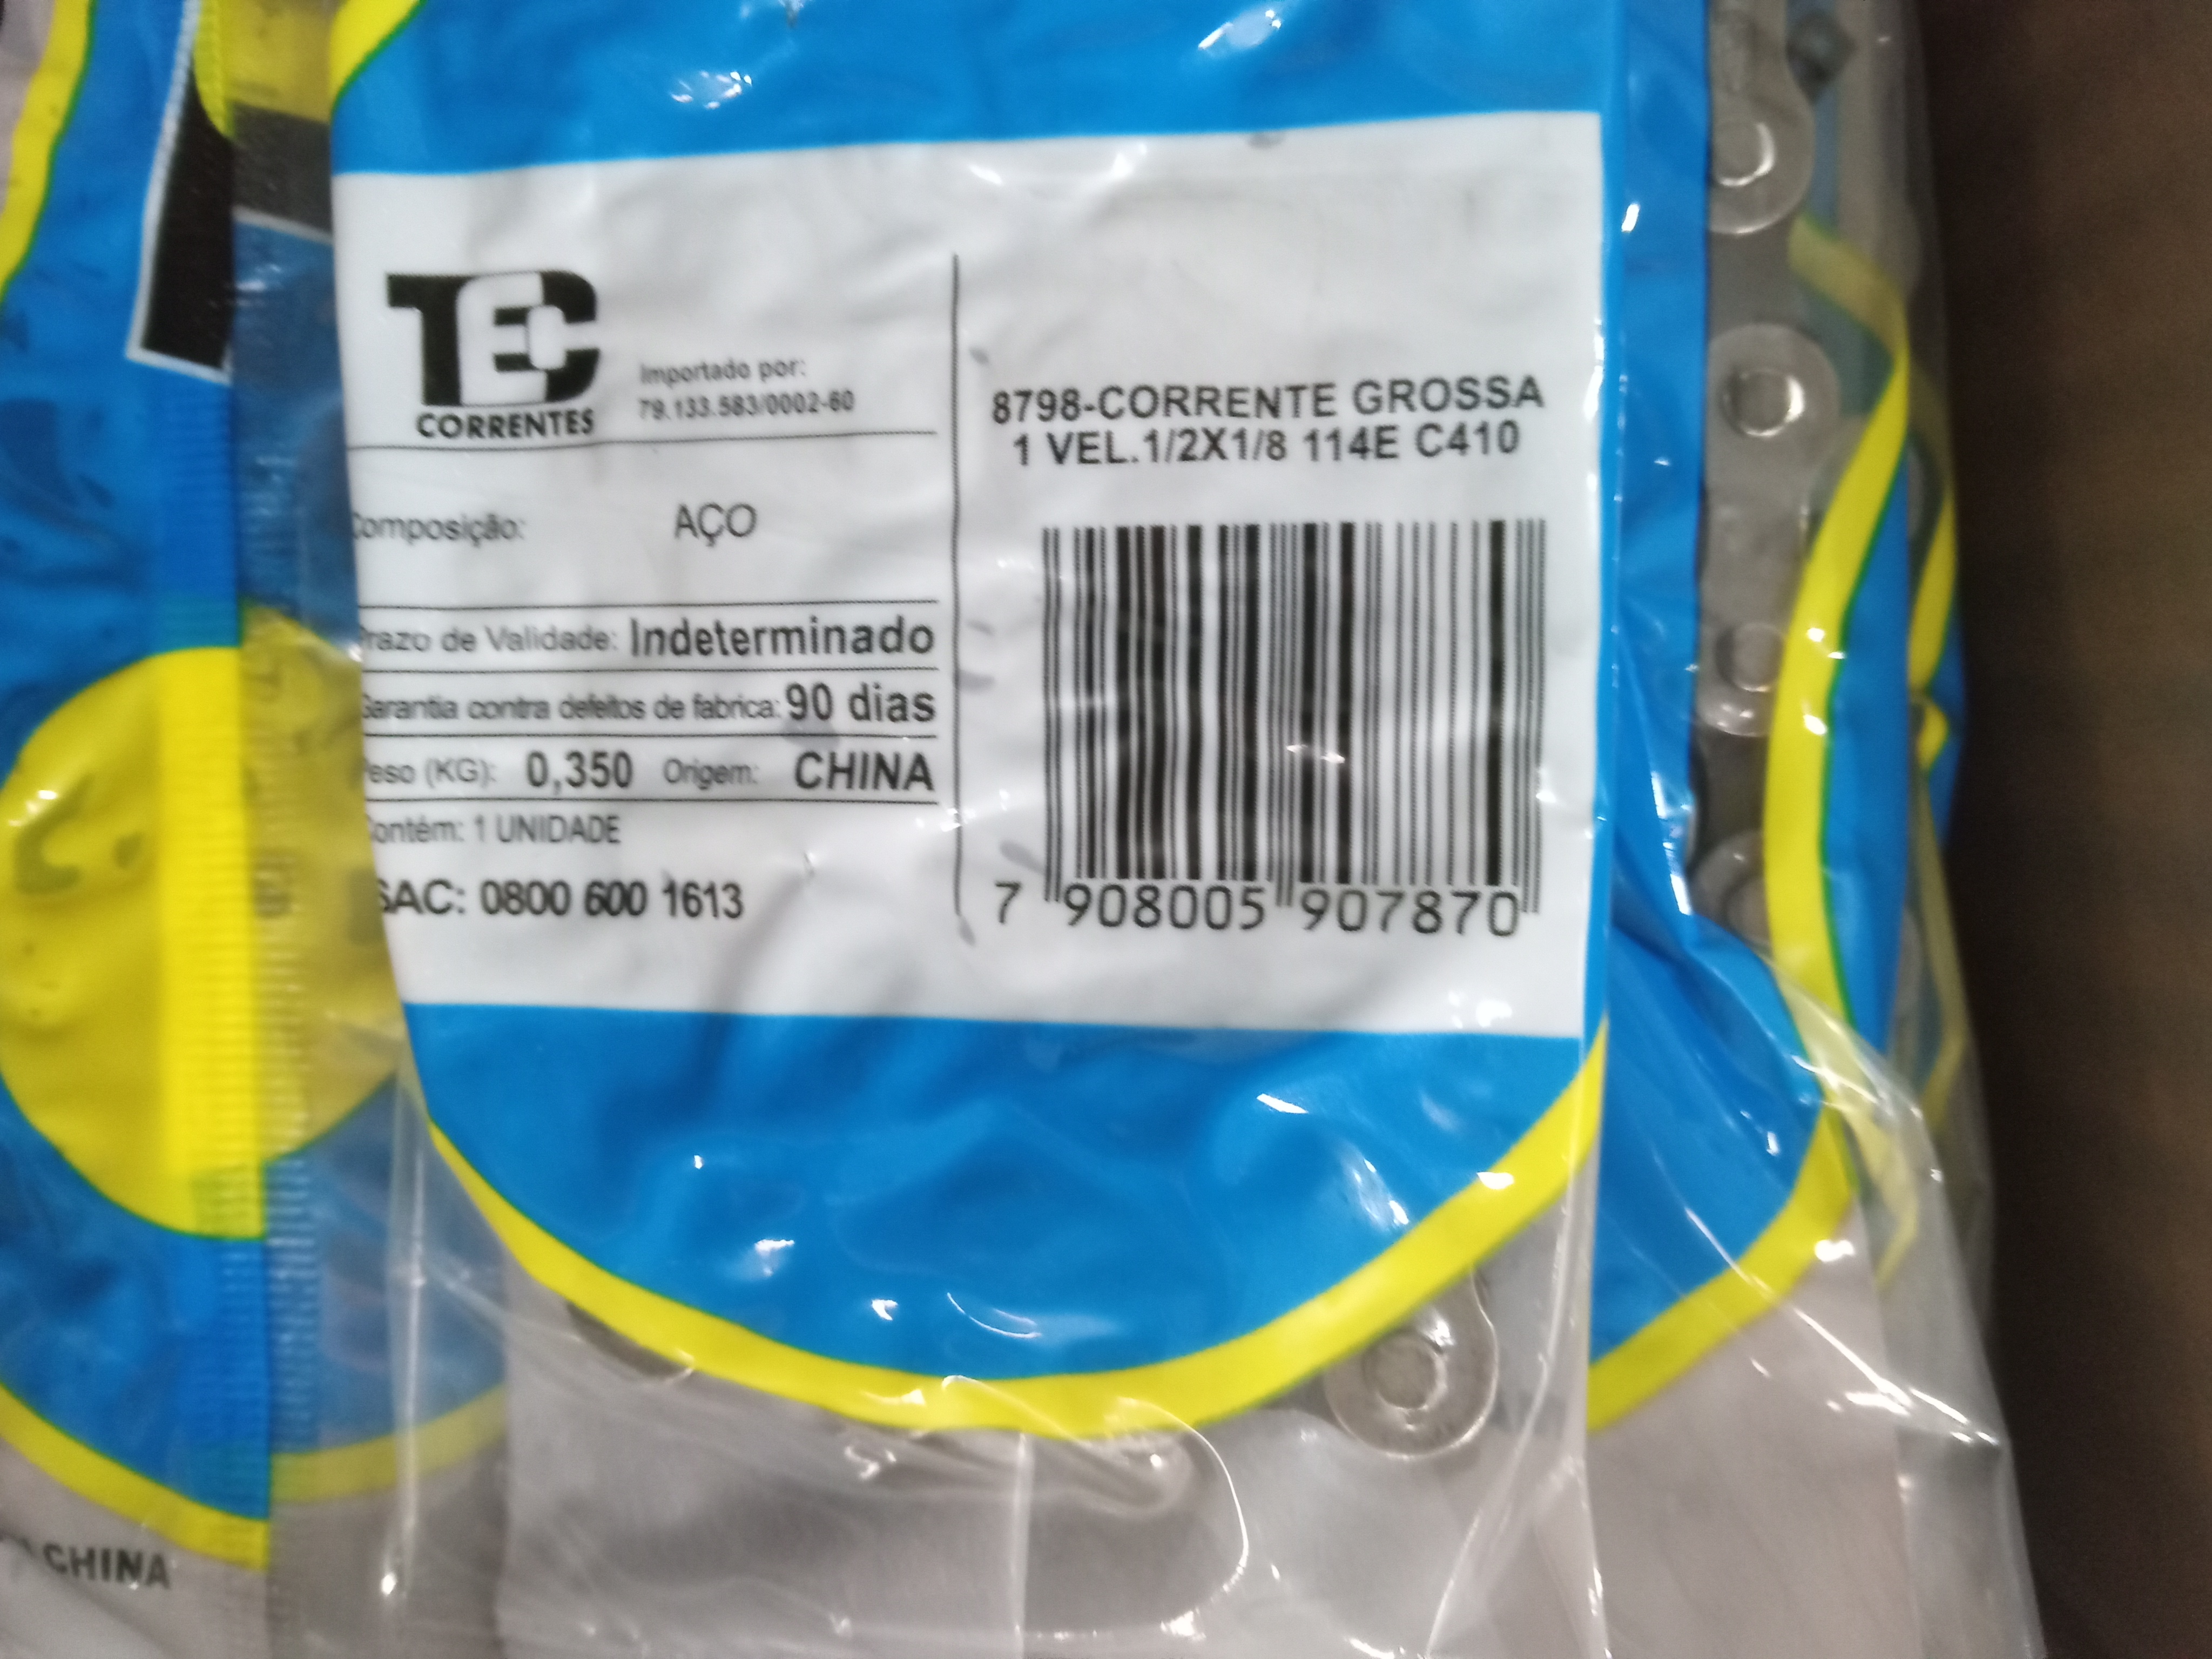 TEC
CORRENTES
Importado por:
79.133.583/0002-60
Composição: AÇO
Prazo de Validade: Indeterminado
Garantia contra defeitos de fabrica: 90 dias
Peso (KG): 0,350 Origem: CHINA
Contém: 1 UNIDADE
SAC: 0800 600 1613
8798-CORRENTE GROSSA
1 VEL.1/2X1/8 114E C410
7 908005 907870
CHINA